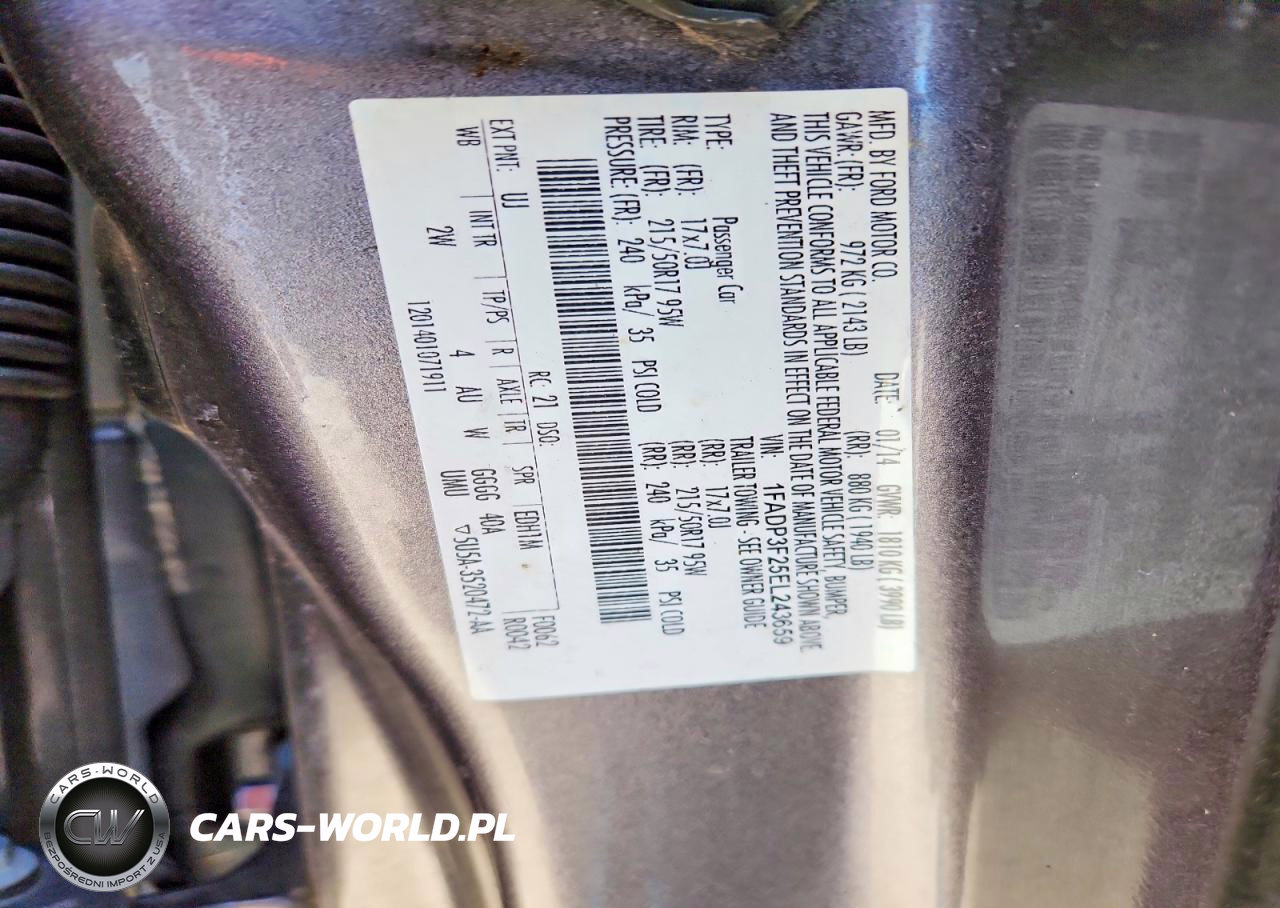 MFD. BY FORD MOTOR CO.
DATE: 01/14 GVWR: 1810 KG ( 3990 LB)
GAWR: (FR) 972 KG ( 2143 LB) (RR): 880 KG ( 1940 LB)
THIS VEHICLE CONFORMS TO ALL APPLICABLE FEDERAL MOTOR VEHICLE SAFETY, BUMPER,
AND THEFT PREVENTION STANDARDS IN EFFECT ON THE DATE OF MANUFACTURE SHOWN ABOVE
VIN: 1FADP3F25EL243659
TYPE: Passenger Car TRAILER TOWING - SEE OWNER GUIDE
RIM: (FR): 17x7.0J (RR): 17x7.0J
TIRE: (FR): 215/50R17 95W (RR): 215/50R17 95W
PRESSURE: (FR): 240 kPa/ 35 PSI COLD (RR): 240 kPa/ 35 PSI COLD
RC: 21 DSO: F0062
EXT PNT: UJ EDH1M R0042
WB INT TR TP/PS R AXLE TR SPR
2W 4 AU W GGGG 40A
120140107191 1 UMU ▽5U5A-3520472-AA
CARS-WORLD
CW
BEZPOŚREDNI IMPORT Z USA
CARS-WORLD.PL